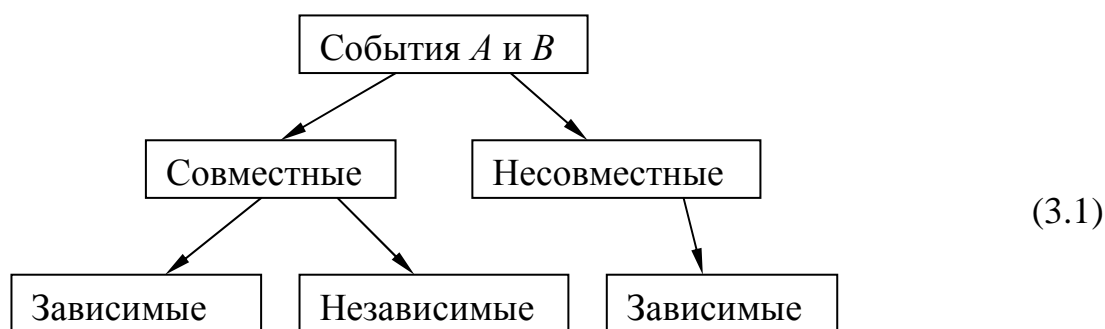 События A и B
Совместные
Несовместные
(3.1)
Зависимые
Независимые
Зависимые